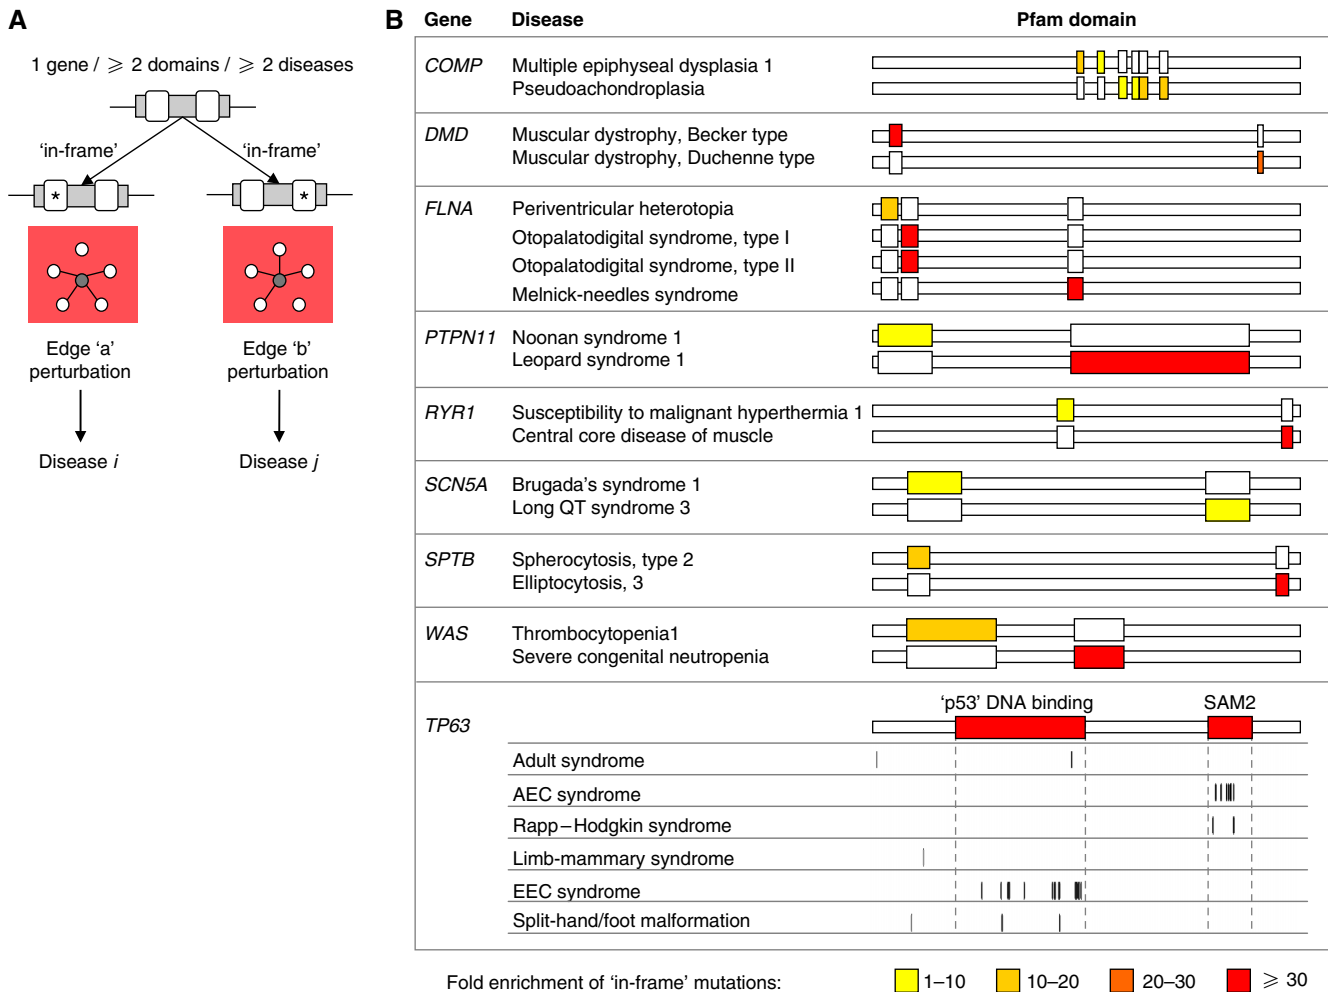 A
1 gene / ⩾ 2 domains / ⩾ 2 diseases
'in-frame' 'in-frame'
* *
Edge 'a' perturbation
Edge 'b' perturbation
Disease i
Disease j
B Gene Disease Pfam domain
COMP Multiple epiphyseal dysplasia 1
Pseudoachondroplasia
DMD Muscular dystrophy, Becker type
Muscular dystrophy, Duchenne type
FLNA Periventricular heterotopia
Otopalatodigital syndrome, type I
Otopalatodigital syndrome, type II
Melnick-needles syndrome
PTPN11 Noonan syndrome 1
Leopard syndrome 1
RYR1 Susceptibility to malignant hyperthermia 1
Central core disease of muscle
SCN5A Brugada's syndrome 1
Long QT syndrome 3
SPTB Spherocytosis, type 2
Elliptocytosis, 3
WAS Thrombocytopenia1
Severe congenital neutropenia
'p53' DNA binding SAM2
TP63
Adult syndrome
AEC syndrome
Rapp–Hodgkin syndrome
Limb-mammary syndrome
EEC syndrome
Split-hand/foot malformation
Fold enrichment of 'in-frame' mutations: 1–10 10–20 20–30 ⩾ 30